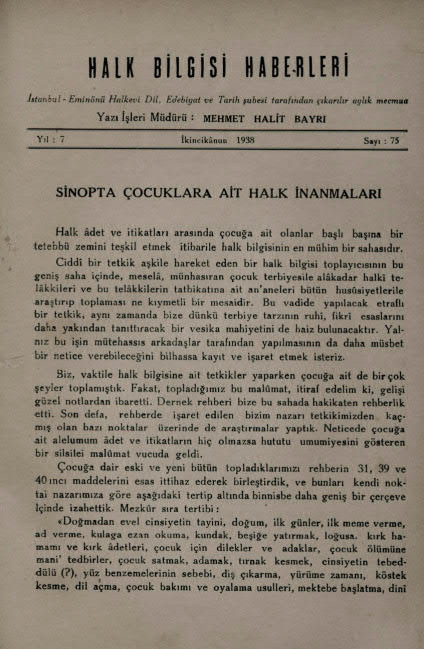 HALK BİLGİSİ HABERLERİ
İstanbul - Eminönü Halkevi Dil, Edebiyat ve Tarih şubesi tarafından çıkarılır aylık mecmua
Yazı İşleri Müdürü : MEHMET HALİT BAYRI
Yıl : 7 İkincikânun 1938 Sayı : 75
SİNOPTA ÇOCUKLARA AİT HALK İNANMALARI
Halk âdet ve itikatları arasında çocuğa ait olanlar başlı başına bir
tetebbü zemini teşkil etmek itibarile halk bilgisinin en mühim bir sahasıdır.
Ciddî bir tetkik aşkile hareket eden bir halk bilgisi toplayıcısının bu
geniş saha içinde, meselâ, münhasıran çocuk terbiyesile alâkadar halkî te-
lâkkileri ve bu telâkkilerin tatbikatına ait an'aneleri bütün husûsiyetlerile
araştırıp toplaması ne kıymetli bir mesaidir. Bu vadide yapılacak etraflı
bir tetkik, aynı zamanda bize dünkü terbiye tarzının ruhî, fikrî esaslarını
daha yakından tanıttıracak bir vesika mahiyetini de haiz bulunacaktır. Yal-
nız bu işin mütehassıs arkadaşlar tarafından yapılmasının da daha müsbet
bir netice verebileceğini bilhassa kayıt ve işaret etmek isteriz.
Biz, vaktile halk bilgisine ait tetkikler yaparken çocuğa ait de bir çok
şeyler toplamıştık. Fakat, topladığımız bu malûmat, itiraf edelim ki, gelişi
güzel notlardan ibaretti. Dernek rehberi bize bu sahada hakikaten rehberlik
etti. Son defa, rehberde işaret edilen bizim nazarı tetkikimizden kaç-
mış olan bazı noktalar üzerinde de araştırmalar yaptık. Neticede çocuğa
ait alelumum âdet ve itikatların hiç olmazsa hututu umumiyesini gösteren
bir silsilei malûmat vucuda geldi.
Çocuğa dair eski ve yeni bütün topladıklarımızı rehberin 31, 39 ve
40 ıncı maddelerini esas ittihaz ederek birleştirdik, ve bunları kendi nok-
tai nazarımıza göre aşağıdaki tertip altında binnisbe daha geniş bir çerçeve
içinde izahettik. Mezkûr sıra tertibi :
«Doğmadan evel cinsiyetin tayini, doğum, ilk günler, ilk meme verme,
ad verme, kulaga ezan okuma, kundak, beşiğe yatırmak, loğusa. kırk ha-
mamı ve kırk âdetleri, çocuk için dilekler ve adaklar, çocuk ölümüne
mani' tedbirler, çocuk satmak, adamak, tırnak kesmek, cinsiyetin tebed-
dülü (?), yüz benzemelerinin sebebi, diş çıkarma, yürüme zamanı, köstek
kesme, dil açma, çocuk bakımı ve oyalama usulleri, mektebe başlatma, dinî